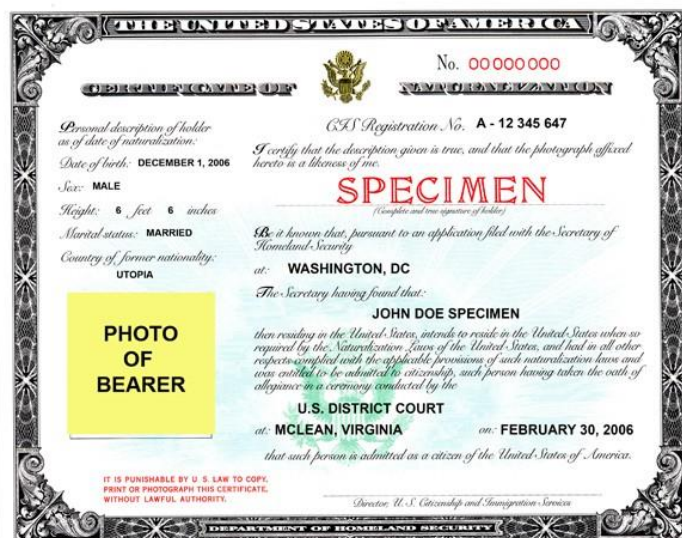 THE UNITED STATES OF AMERICA
No. 00000000
CERTIFICATE OF NATURALIZATION
Personal description of holder
as of date of naturalization:
Date of birth: DECEMBER 1, 2006
Sex: MALE
Height: 6 feet 6 inches
Marital status: MARRIED
Country of former nationality:
UTOPIA
PHOTO
OF
BEARER
IT IS PUNISHABLE BY U. S. LAW TO COPY,
PRINT OR PHOTOGRAPH THIS CERTIFICATE,
WITHOUT LAWFUL AUTHORITY.
CIS Registration No. A - 12 345 647
I certify that the description given is true, and that the photograph affixed
hereto is a likeness of me.
SPECIMEN
(Complete and true signature of holder)
Be it known that, pursuant to an application filed with the Secretary of
Homeland Security
at: WASHINGTON, DC
The Secretary having found that:
JOHN DOE SPECIMEN
then residing in the United States, intends to reside in the United States when so
required by the Naturalization Laws of the United States, and had in all other
respects complied with the applicable provisions of such naturalization laws and
was entitled to be admitted to citizenship, such person having taken the oath of
allegiance in a ceremony conducted by the
U.S. DISTRICT COURT
at: MCLEAN, VIRGINIA on: FEBRUARY 30, 2006
that such person is admitted as a citizen of the United States of America.
Director, U. S. Citizenship and Immigration Services
DEPARTMENT OF HOMELAND SECURITY